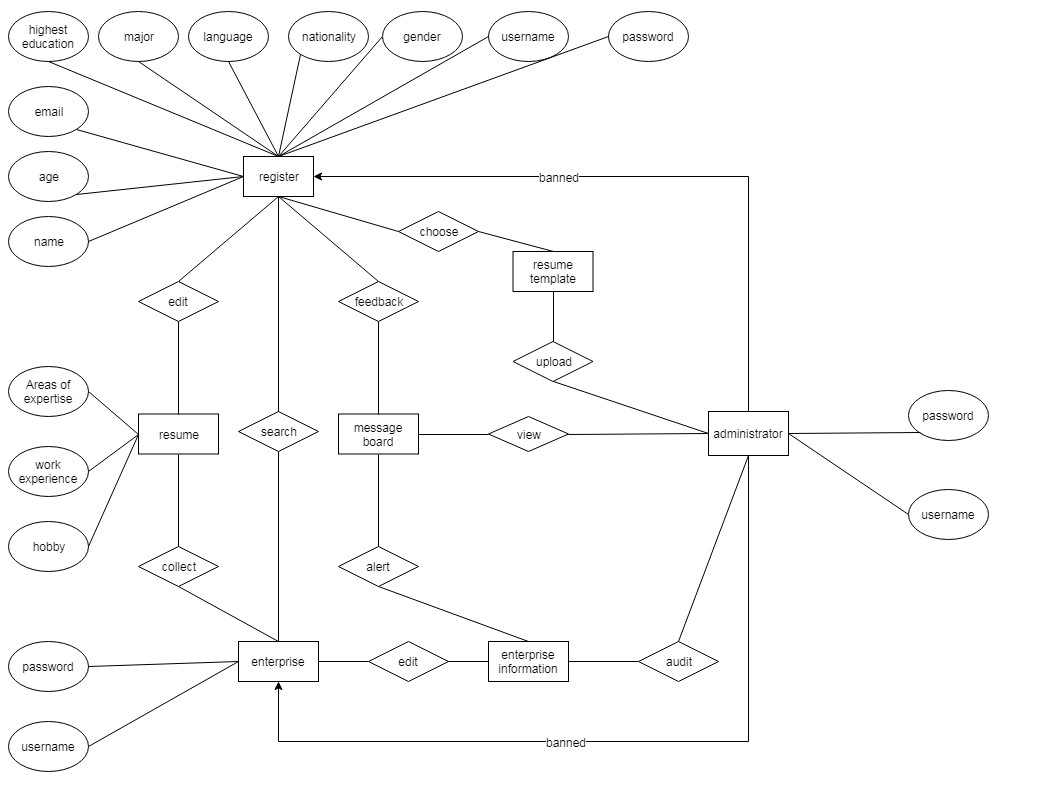 highest
education
major
language
nationality
gender
username
password
email
age
register
banned
name
choose
resume
template
edit
feedback
upload
Areas of
expertise
password
resume
search
message
board
view
administrator
work
experience
username
hobby
collect
alert
password
enterprise
edit
enterprise
information
audit
username
banned